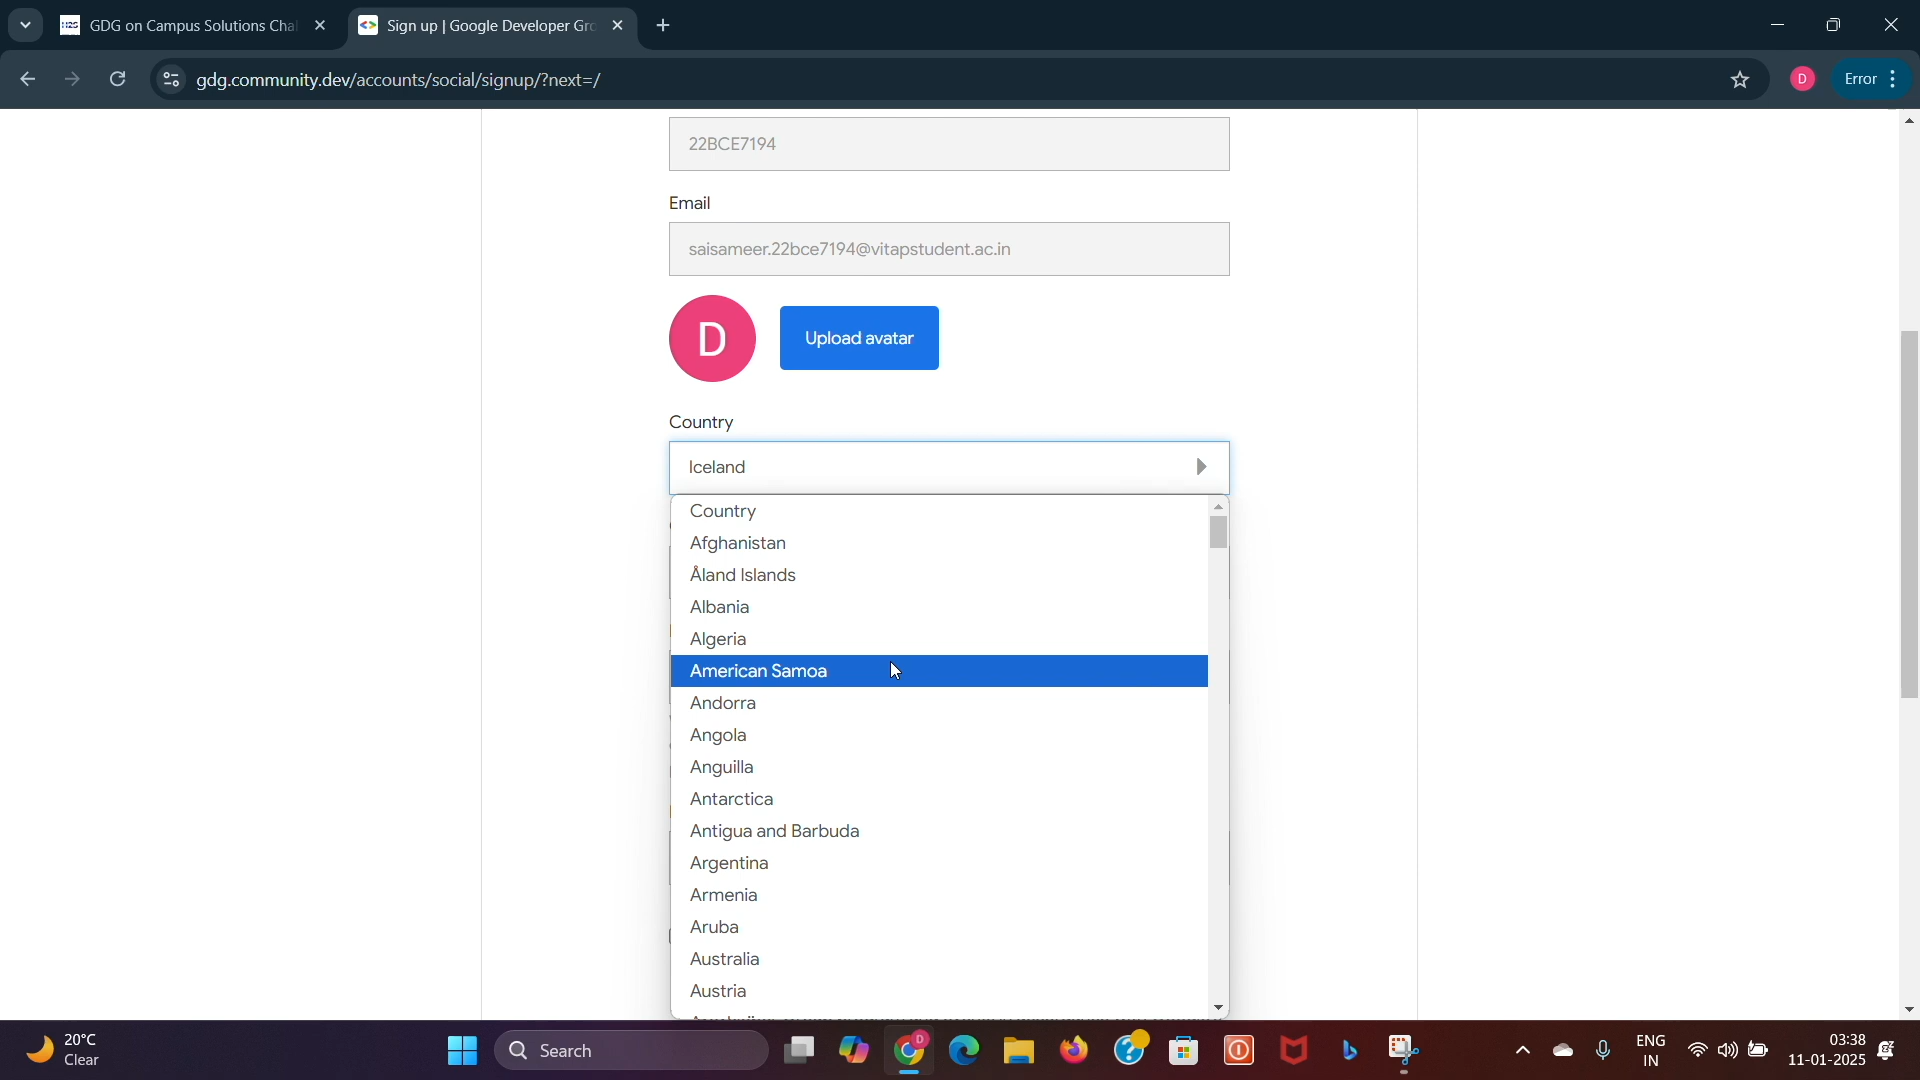 GDG on Campus Solutions Chal
Sign up | Google Developer Gro
gdg.community.dev/accounts/social/signup/?next=/
D
Error
22BCE7194
Email
saisameer.22bce7194@vitapstudent.ac.in
D
Upload avatar
Country
Iceland
Country
Afghanistan
Åland Islands
Albania
Algeria
American Samoa
Andorra
Angola
Anguilla
Antarctica
Antigua and Barbuda
Argentina
Armenia
Aruba
Australia
Austria
20°C
Clear
Search
D
ENG
IN
03:38
11-01-2025